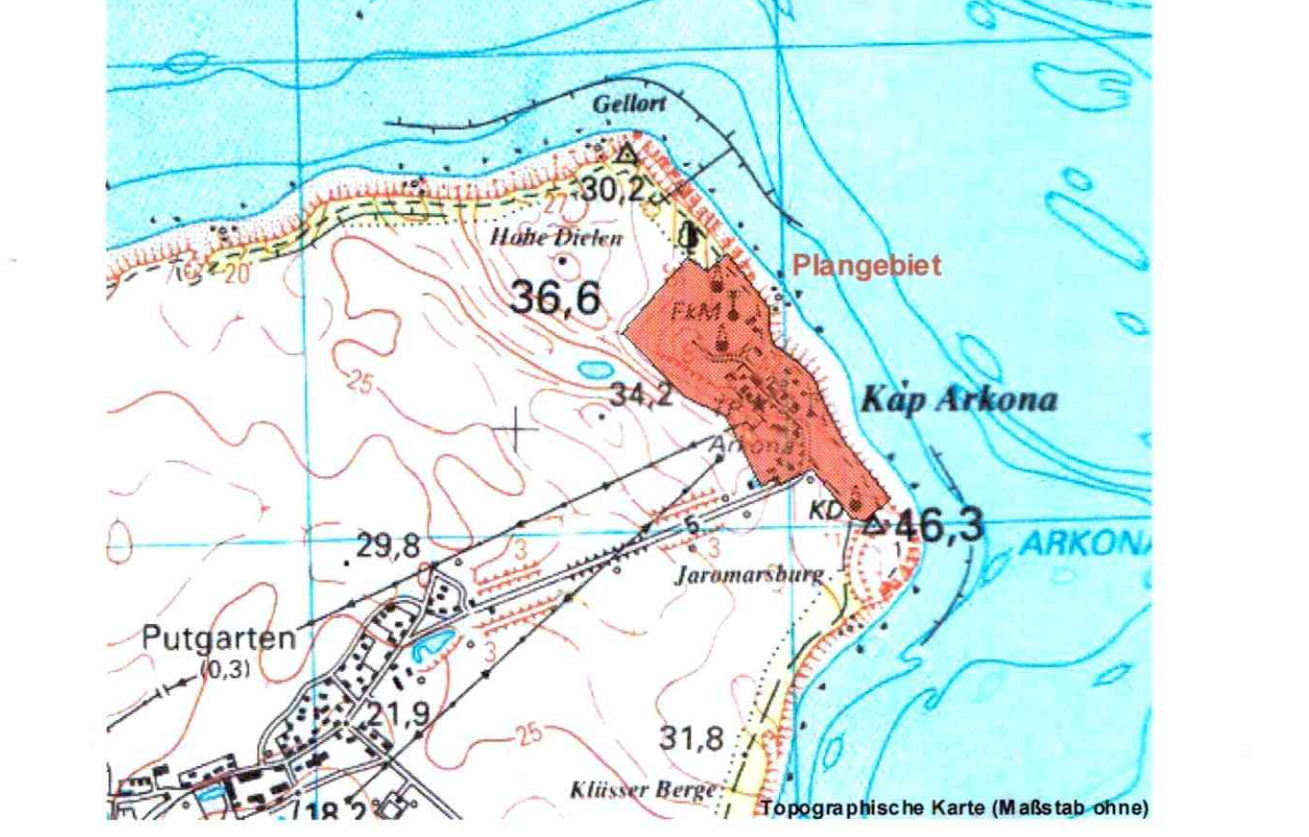 Gellort
30,2
27
Hohe Dielen
20
Plangebiet
36,6
FkM
25
34,2
Kap Arkona
Arkona
KD
46,3
5
3
3
29,8
ARKONA
Jaromarsburg
Putgarten
(0,3)
3
21,9
25
31,8
Klüsser Berge
18,2
Topographische Karte (Maßstab ohne)